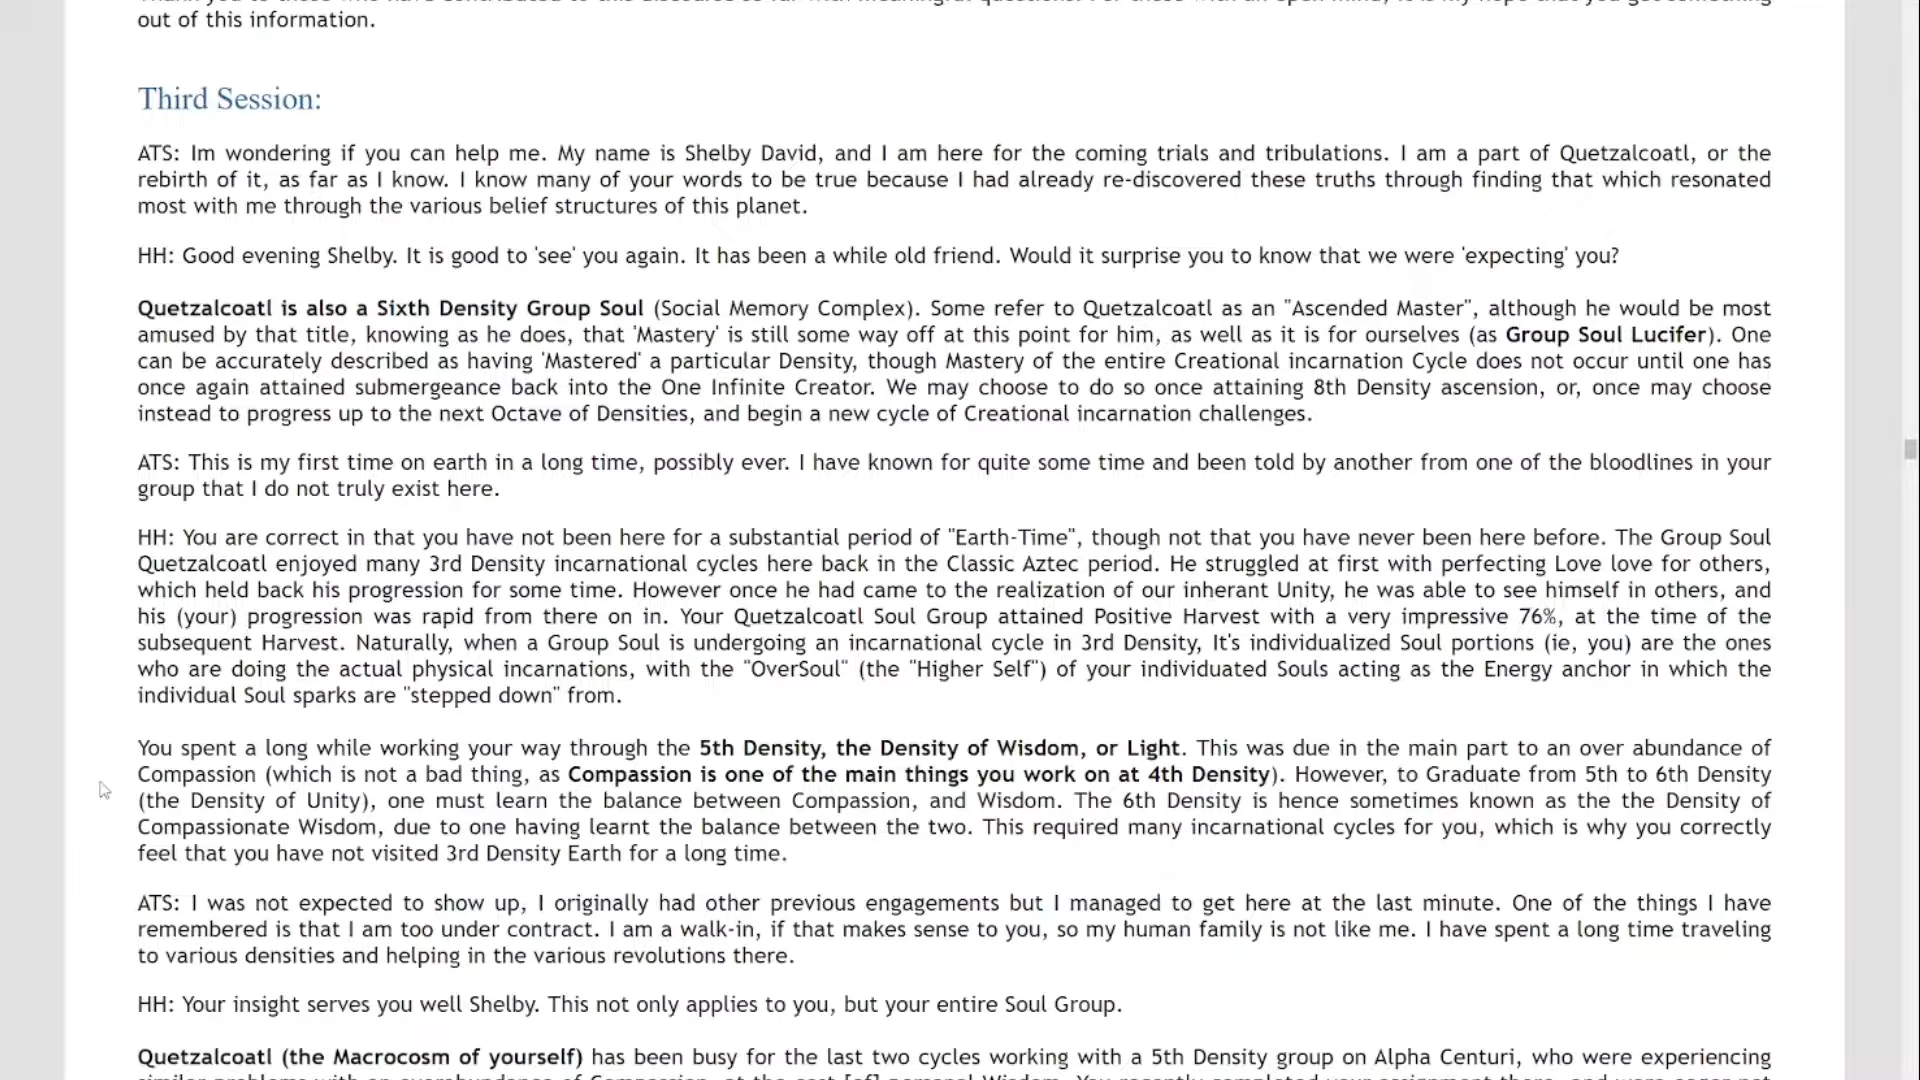 out of this information.
Third Session:
ATS: Im wondering if you can help me. My name is Shelby David, and I am here for the coming trials and tribulations. I am a part of Quetzalcoatl, or the
rebirth of it, as far as I know. I know many of your words to be true because I had already re-discovered these truths through finding that which resonated
most with me through the various belief structures of this planet.
HH: Good evening Shelby. It is good to 'see' you again. It has been a while old friend. Would it surprise you to know that we were 'expecting' you?
Quetzalcoatl is also a Sixth Density Group Soul (Social Memory Complex). Some refer to Quetzalcoatl as an "Ascended Master", although he would be most
amused by that title, knowing as he does, that 'Mastery' is still some way off at this point for him, as well as it is for ourselves (as Group Soul Lucifer). One
can be accurately described as having 'Mastered' a particular Density, though Mastery of the entire Creational incarnation Cycle does not occur until one has
once again attained submergeance back into the One Infinite Creator. We may choose to do so once attaining 8th Density ascension, or, once may choose
instead to progress up to the next Octave of Densities, and begin a new cycle of Creational incarnation challenges.
ATS: This is my first time on earth in a long time, possibly ever. I have known for quite some time and been told by another from one of the bloodlines in your
group that I do not truly exist here.
HH: You are correct in that you have not been here for a substantial period of "Earth-Time", though not that you have never been here before. The Group Soul
Quetzalcoatl enjoyed many 3rd Density incarnational cycles here back in the Classic Aztec period. He struggled at first with perfecting Love love for others,
which held back his progression for some time. However once he had came to the realization of our inherant Unity, he was able to see himself in others, and
his (your) progression was rapid from there on in. Your Quetzalcoatl Soul Group attained Positive Harvest with a very impressive 76%, at the time of the
subsequent Harvest. Naturally, when a Group Soul is undergoing an incarnational cycle in 3rd Density, It's individualized Soul portions (ie, you) are the ones
who are doing the actual physical incarnations, with the "OverSoul" (the "Higher Self") of your individuated Souls acting as the Energy anchor in which the
individual Soul sparks are "stepped down" from.
You spent a long while working your way through the 5th Density, the Density of Wisdom, or Light. This was due in the main part to an over abundance of
Compassion (which is not a bad thing, as Compassion is one of the main things you work on at 4th Density). However, to Graduate from 5th to 6th Density
(the Density of Unity), one must learn the balance between Compassion, and Wisdom. The 6th Density is hence sometimes known as the the Density of
Compassionate Wisdom, due to one having learnt the balance between the two. This required many incarnational cycles for you, which is why you correctly
feel that you have not visited 3rd Density Earth for a long time.
ATS: I was not expected to show up, I originally had other previous engagements but I managed to get here at the last minute. One of the things I have
remembered is that I am too under contract. I am a walk-in, if that makes sense to you, so my human family is not like me. I have spent a long time traveling
to various densities and helping in the various revolutions there.
HH: Your insight serves you well Shelby. This not only applies to you, but your entire Soul Group.
Quetzalcoatl (the Macrocosm of yourself) has been busy for the last two cycles working with a 5th Density group on Alpha Centuri, who were experiencing